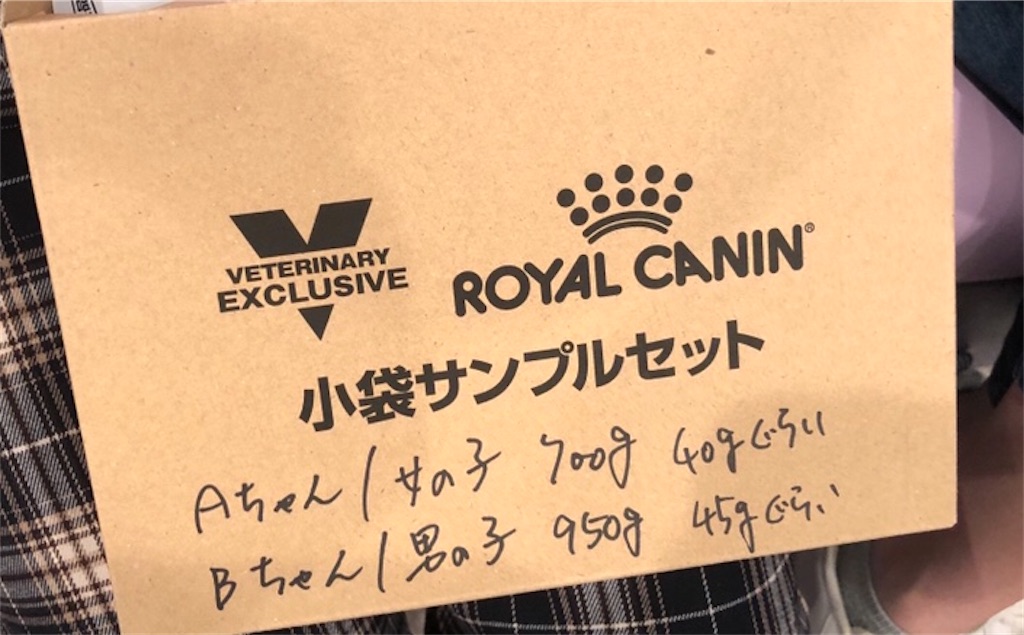 VETERINARY
EXCLUSIVE
ROYAL CANIN®
小袋サンプルセット
Aちゃん/女の子 700g 40gぐらい
Bちゃん/男の子 950g 45gぐらい